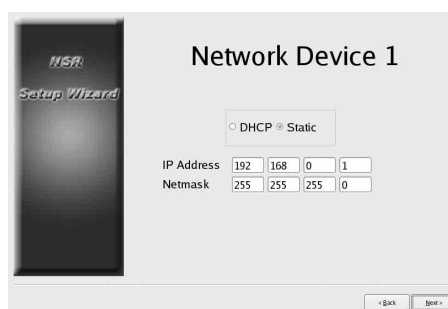 NSR
Setup Wizard
Network Device 1
DHCP Static
IP Address 192 168 0 1
Netmask 255 255 255 0
< Back Next >